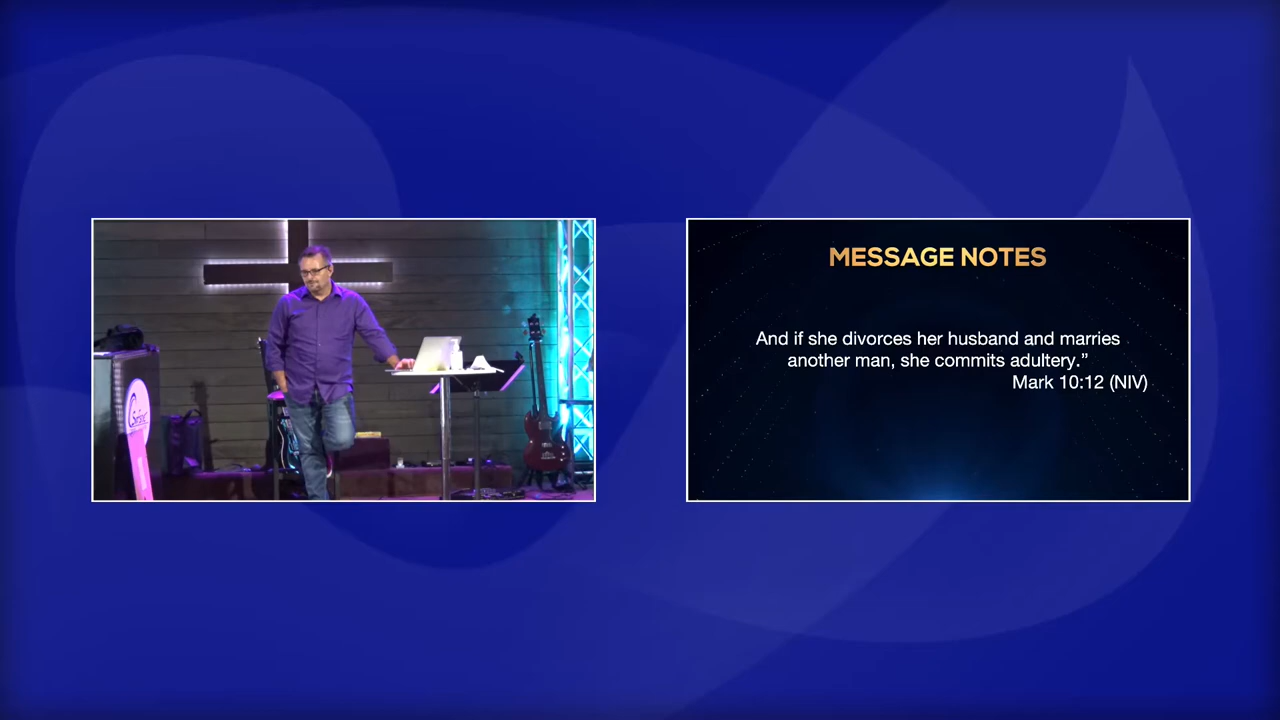 MESSAGE NOTES
And if she divorces her husband and marries
another man, she commits adultery.”
Mark 10:12 (NIV)